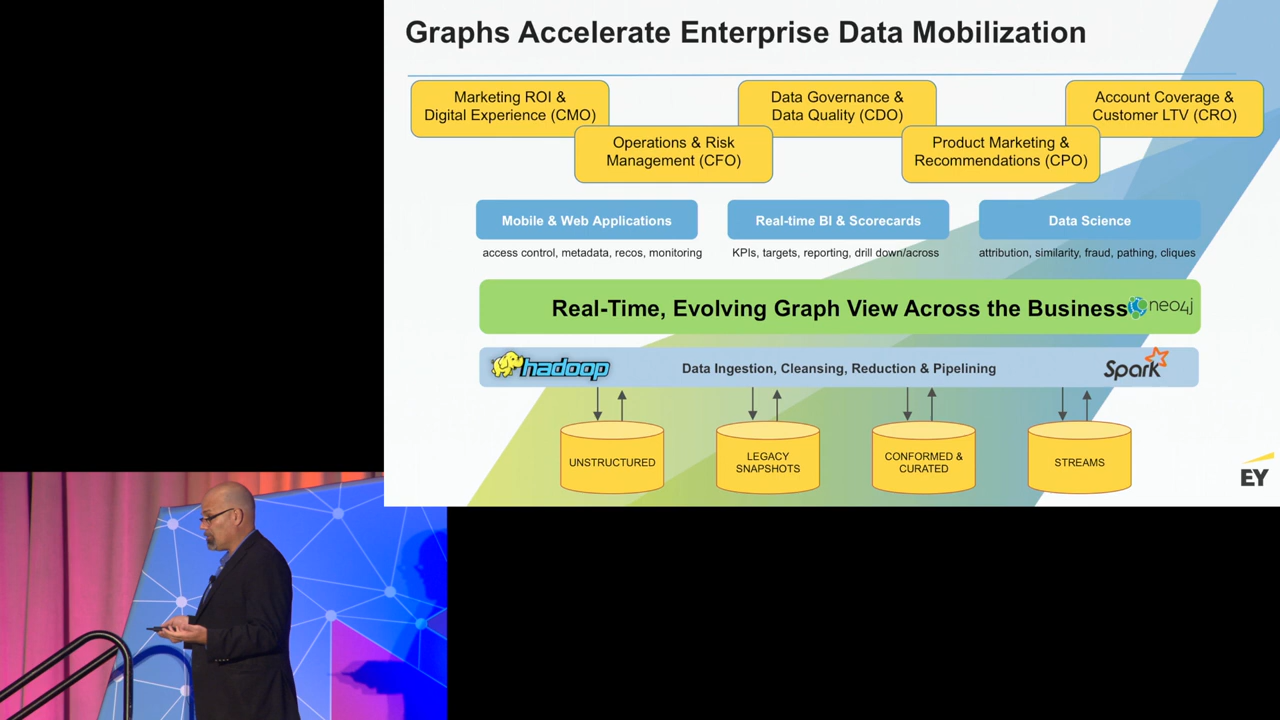 Graphs Accelerate Enterprise Data Mobilization
Marketing ROI &
Digital Experience (CMO)
Data Governance &
Data Quality (CDO)
Account Coverage &
Customer LTV (CRO)
Operations & Risk
Management (CFO)
Product Marketing &
Recommendations (CPO)
Mobile & Web Applications
Real-time BI & Scorecards
Data Science
access control, metadata, recos, monitoring
KPIs, targets, reporting, drill down/across
attribution, similarity, fraud, pathing, cliques
Real-Time, Evolving Graph View Across the Business
neo4j
hadoop
Data Ingestion, Cleansing, Reduction & Pipelining
Spark
UNSTRUCTURED
LEGACY
SNAPSHOTS
CONFORMED &
CURATED
STREAMS
EY